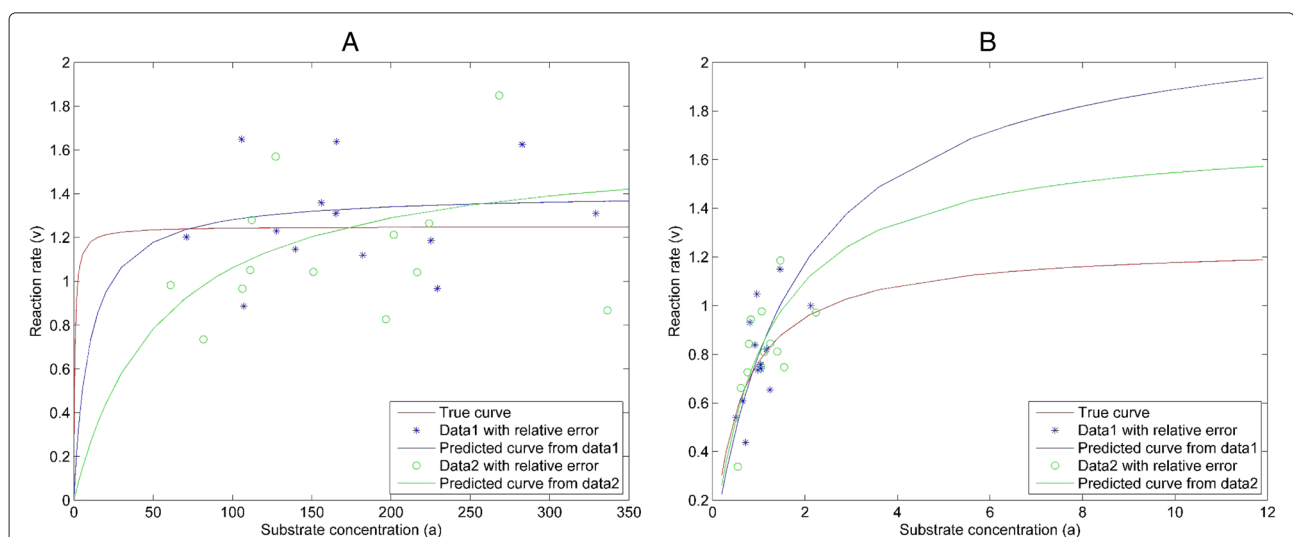 A
2
1.8
1.6
1.4
1.2
1
0.8
0.6
0.4
0.2
0
Reaction rate (v)
0 50 100 150 200 250 300 350
Substrate concentration (a)
True curve
Data1 with relative error
Predicted curve from data1
Data2 with relative error
Predicted curve from data2
B
2
1.8
1.6
1.4
1.2
1
0.8
0.6
0.4
0.2
Reaction rate (v)
0 2 4 6 8 10 12
Substrate concentration (a)
True curve
Data1 with relative error
Predicted curve from data1
Data2 with relative error
Predicted curve from data2